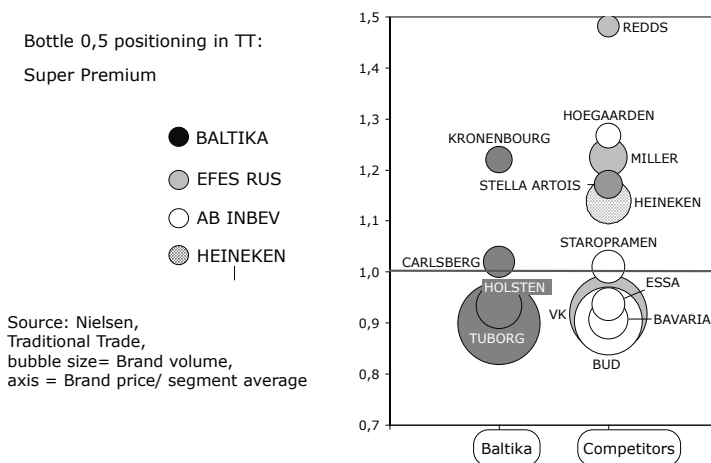 Bottle 0,5 positioning in TT:
Super Premium
BALTIKA
EFES RUS
AB INBEV
HEINEKEN
Source: Nielsen,
Traditional Trade,
bubble size= Brand volume,
axis = Brand price/ segment average
1,5
1,4
1,3
1,2
1,1
1,0
0,9
0,8
0,7
REDDS
HOEGAARDEN
KRONENBOURG
MILLER
STELLA ARTOIS
HEINEKEN
STAROPRAMEN
CARLSBERG
ESSA
HOLSTEN
VK
BAVARIA
TUBORG
BUD
Baltika
Competitors